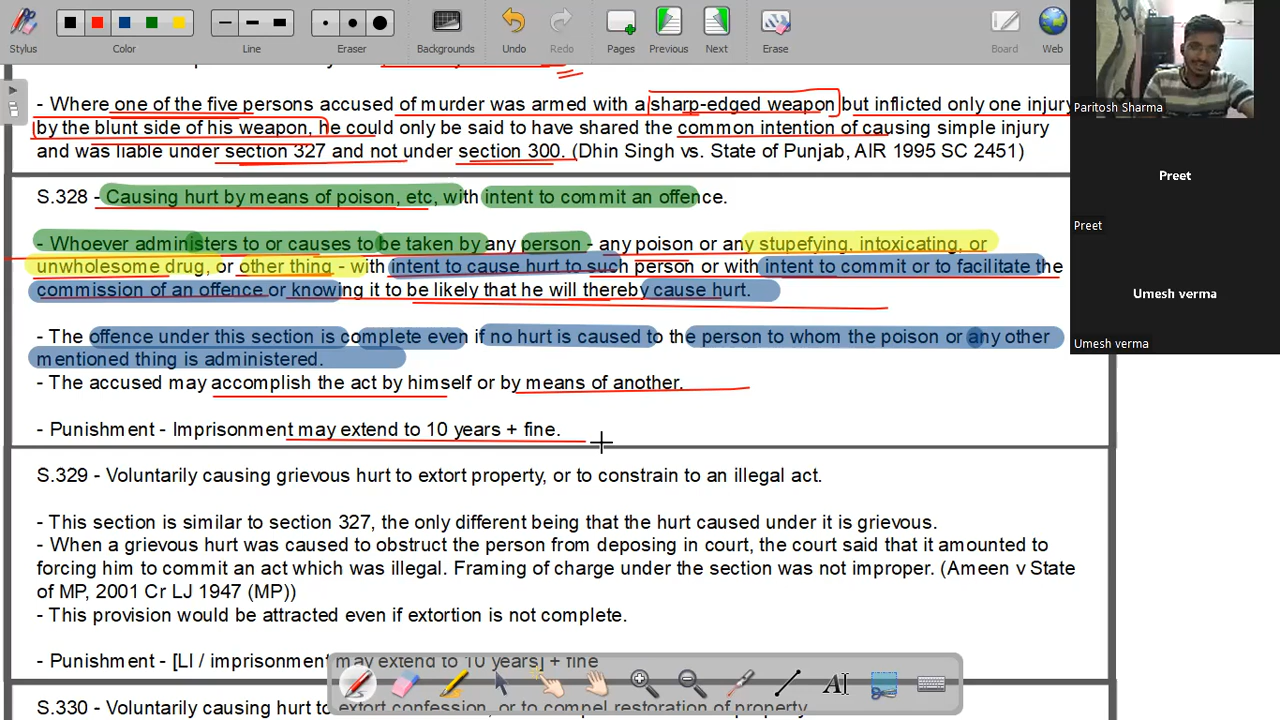 Stylus
Color
Line
Eraser
Backgrounds
Undo
Redo
Pages
Previous
Next
Erase
Board
Web
- Where one of the five persons accused of murder was armed with a sharp-edged weapon but inflicted only one injury
by the blunt side of his weapon, he could only be said to have shared the common intention of causing simple injury
and was liable under section 327 and not under section 300. (Dhin Singh vs. State of Punjab, AIR 1995 SC 2451)
S.328 - Causing hurt by means of poison, etc, with intent to commit an offence.
- Whoever administers to or causes to be taken by any person - any poison or any stupefying, intoxicating, or
unwholesome drug, or other thing - with intent to cause hurt to such person or with intent to commit or to facilitate the
commission of an offence or knowing it to be likely that he will thereby cause hurt.
- The offence under this section is complete even if no hurt is caused to the person to whom the poison or any other
mentioned thing is administered.
- The accused may accomplish the act by himself or by means of another.
- Punishment - Imprisonment may extend to 10 years + fine.
S.329 - Voluntarily causing grievous hurt to extort property, or to constrain to an illegal act.
- This section is similar to section 327, the only different being that the hurt caused under it is grievous.
- When a grievous hurt was caused to obstruct the person from deposing in court, the court said that it amounted to
forcing him to commit an act which was illegal. Framing of charge under the section was not improper. (Ameen v State
of MP, 2001 Cr LJ 1947 (MP))
- This provision would be attracted even if extortion is not complete.
- Punishment - [LI / imprisonment may extend to 10 years] + fine
S.330 - Voluntarily causing hurt to extort confession, or to compel restoration of property
Paritosh Sharma
Preet
Preet
Umesh verma
Umesh verma